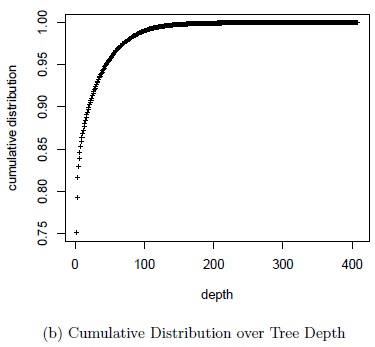 1.00
0.95
0.90
0.85
0.80
0.75
cumulative distribution
0 100 200 300 400
depth
(b) Cumulative Distribution over Tree Depth